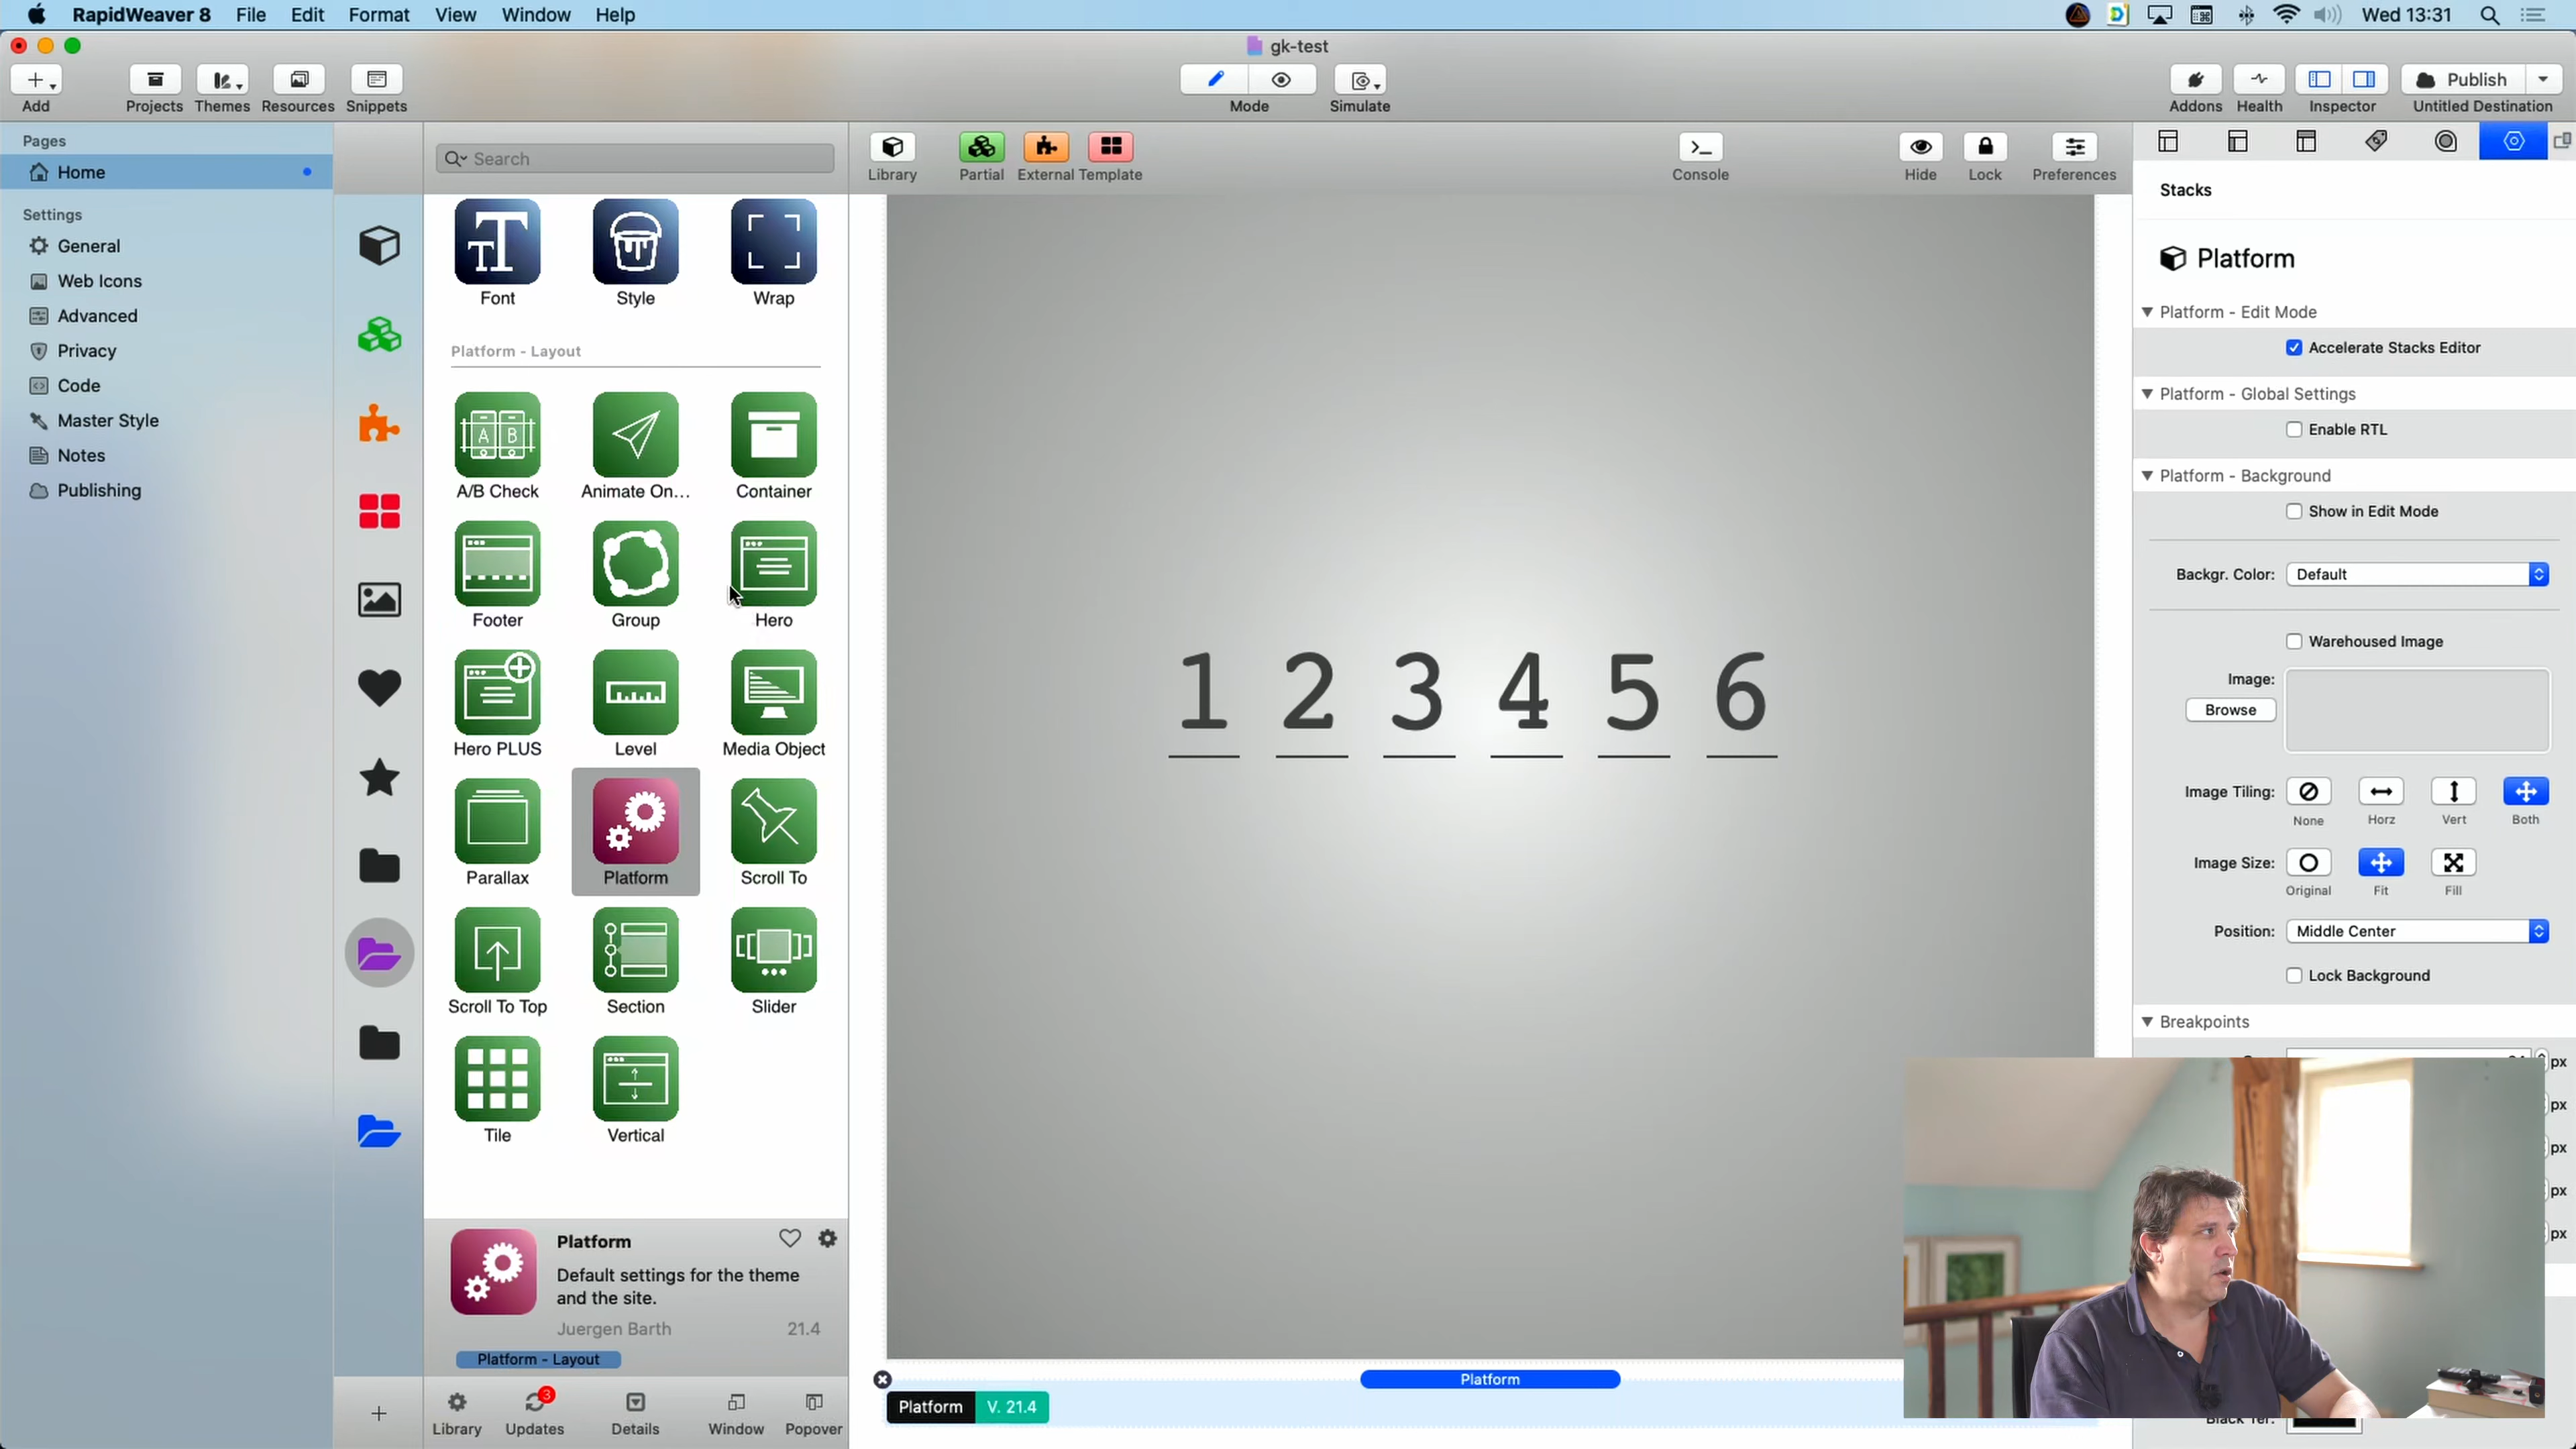 RapidWeaver 8 File Edit Format View Window Help
Wed 13:31
gk-test
Add Projects Themes Resources Snippets
Mode Simulate
Addons Health Inspector Publish
Untitled Destination
Pages
Home
Settings
General
Web Icons
Advanced
Privacy
Code
Master Style
Notes
Publishing
Search
Font Style Wrap
Platform - Layout
A B
A/B Check Animate On... Container
Footer Group Hero
Hero PLUS Level Media Object
Parallax Platform Scroll To
Scroll To Top Section Slider
Tile Vertical
Platform
Default settings for the theme
and the site.
Juergen Barth 21.4
Platform - Layout
Library Updates 3 Details Window Popover
Library Partial External Template
Console
Hide Lock Preferences
1 2 3 4 5 6
Platform
Platform V. 21.4
Stacks
Platform
Platform - Edit Mode
Accelerate Stacks Editor
Platform - Global Settings
Enable RTL
Platform - Background
Show in Edit Mode
Backgr. Color: Default
Warehoused Image
Image:
Browse
Image Tiling: None Horz Vert Both
Image Size: Original Fit Fill
Position: Middle Center
Lock Background
Breakpoints
px
px
px
px
px